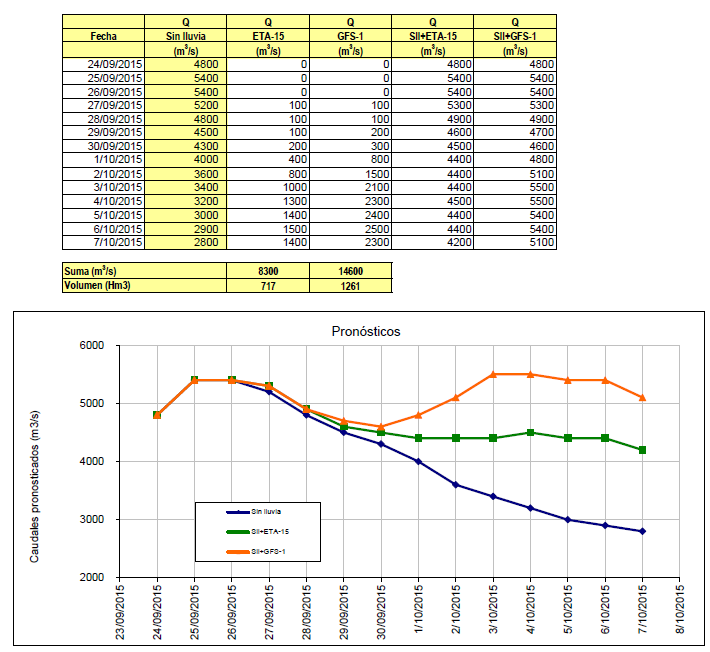 Q Q Q Q Q
Fecha Sin lluvia ETA-15 GFS-1 Sll+ETA-15 Sll+GFS-1
(m³/s) (m³/s) (m³/s) (m³/s) (m³/s)
24/09/2015 4800 0 0 4800 4800
25/09/2015 5400 0 0 5400 5400
26/09/2015 5400 0 0 5400 5400
27/09/2015 5200 100 100 5300 5300
28/09/2015 4800 100 100 4900 4900
29/09/2015 4500 100 200 4600 4700
30/09/2015 4300 200 300 4500 4600
1/10/2015 4000 400 800 4400 4800
2/10/2015 3600 800 1500 4400 5100
3/10/2015 3400 1000 2100 4400 5500
4/10/2015 3200 1300 2300 4500 5500
5/10/2015 3000 1400 2400 4400 5400
6/10/2015 2900 1500 2500 4400 5400
7/10/2015 2800 1400 2300 4200 5100
Suma (m³/s) 8300 14600
Volumen (Hm3) 717 1261
Pronósticos
Caudales pronosticados (m3/s)
6000
5000
4000
3000
2000
Sin lluvia
Sll+ETA-15
Sll+GFS-1
23/09/2015
24/09/2015
25/09/2015
26/09/2015
27/09/2015
28/09/2015
29/09/2015
30/09/2015
1/10/2015
2/10/2015
3/10/2015
4/10/2015
5/10/2015
6/10/2015
7/10/2015
8/10/2015